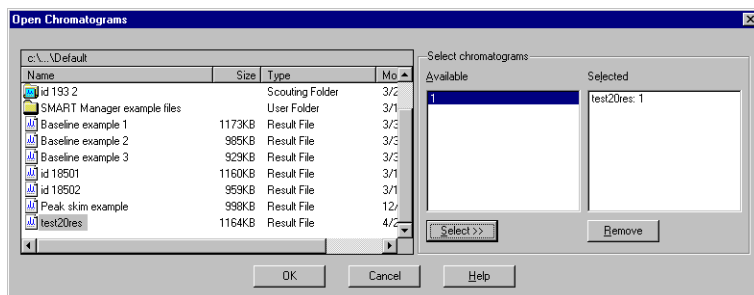 Open Chromatograms
c:\...\Default
Name Size Type Mo
id 193 2 Scouting Folder 3/2
SMART Manager example files User Folder 3/1
Baseline example 1 1173KB Result File 3/3
Baseline example 2 985KB Result File 3/3
Baseline example 3 929KB Result File 3/3
id 18501 1160KB Result File 3/1
id 18502 959KB Result File 3/1
Peak skim example 998KB Result File 12/
test20res 1164KB Result File 4/2
Select chromatograms
Available
1
Select >>
Selected
test20res: 1
Remove
OK Cancel Help